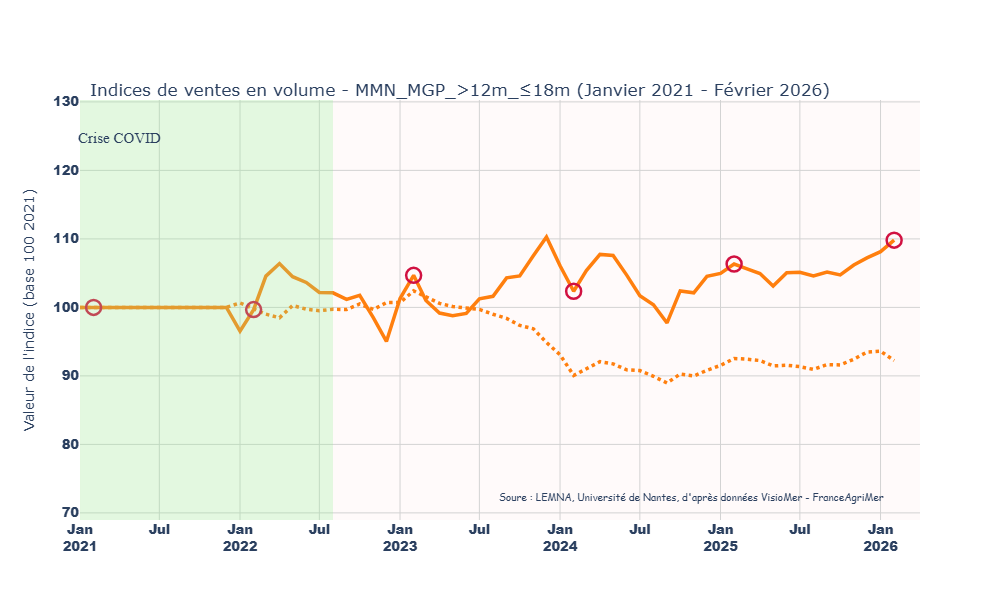 Indices de ventes en volume - MMN_MGP_>12m_≤18m (Janvier 2021 - Février 2026)
130
Crise COVID
120
110
100
90
80
70
Valeur de l'indice (base 100 2021)
Soure : LEMNA, Université de Nantes, d'après données VisioMer - FranceAgriMer
Jan Jul Jan Jul Jan Jul Jan Jul Jan Jul Jan
2021 2022 2023 2024 2025 2026